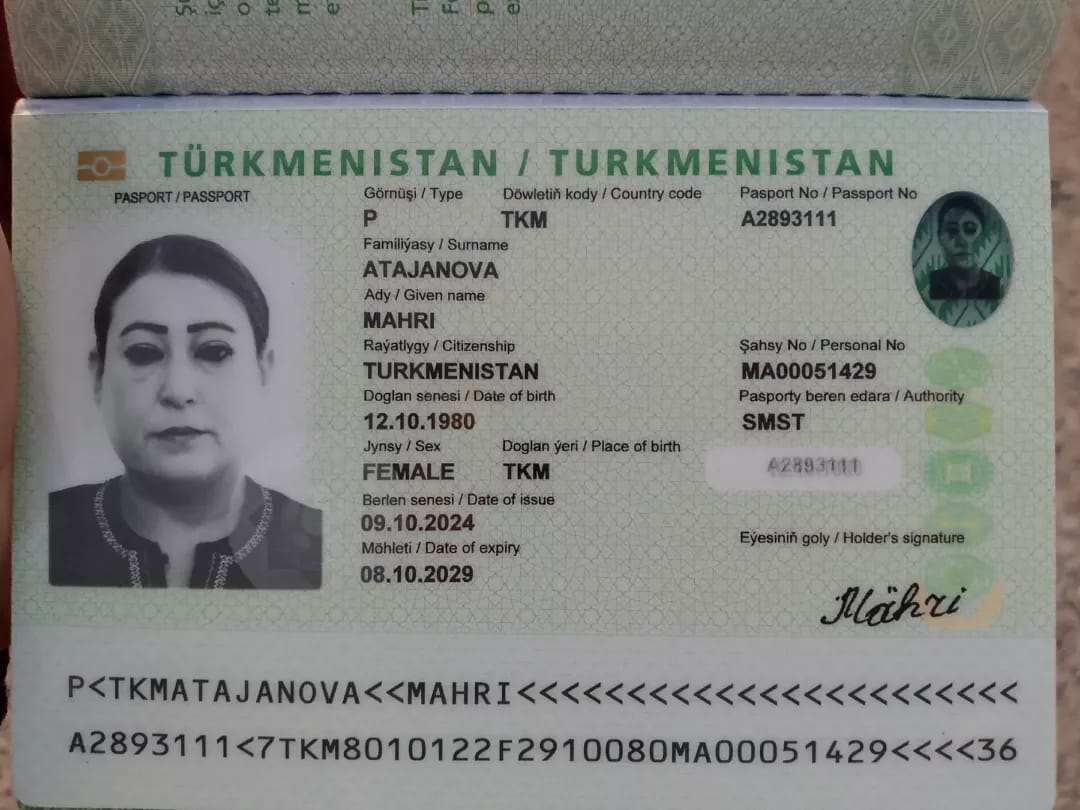 TÜRKMENISTAN / TURKMENISTAN
PASPORT / PASSPORT
Görnüşi / Type
Döwletiň kody / Country code
Pasport No / Passport No
P
TKM
A2893111
Familiýasy / Surname
ATAJANOVA
Ady / Given name
MAHRI
Raýatlygy / Citizenship
Şahsy No / Personal No
TURKMENISTAN
MA00051429
Doglan senesi / Date of birth
Pasporty beren edara / Authority
12.10.1980
SMST
Jynsy / Sex
Doglan ýeri / Place of birth
FEMALE
TKM
A2893111
Berlen senesi / Date of issue
09.10.2024
Möhleti / Date of expiry
Eýesiniň goly / Holder's signature
08.10.2029
Mähri
P<TKMATAJANOVA<<MAHRI<<<<<<<<<<<<<<<<<<<<<<<
A2893111<7TKM8010122F2910080MA00051429<<<<36